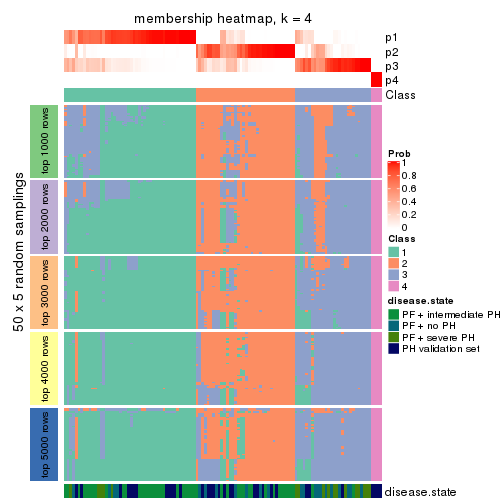 membership heatmap, k = 4
p1
p2
p3
p4
Class
50 x 5 random samplings
top 1000 rows
top 2000 rows
top 3000 rows
top 4000 rows
top 5000 rows
Prob
1
0.8
0.6
0.4
0.2
0
Class
1
2
3
4
disease.state
PF+ intermediate PH
PF+ no PH
PF+ severe PH
PH validation set
disease.state